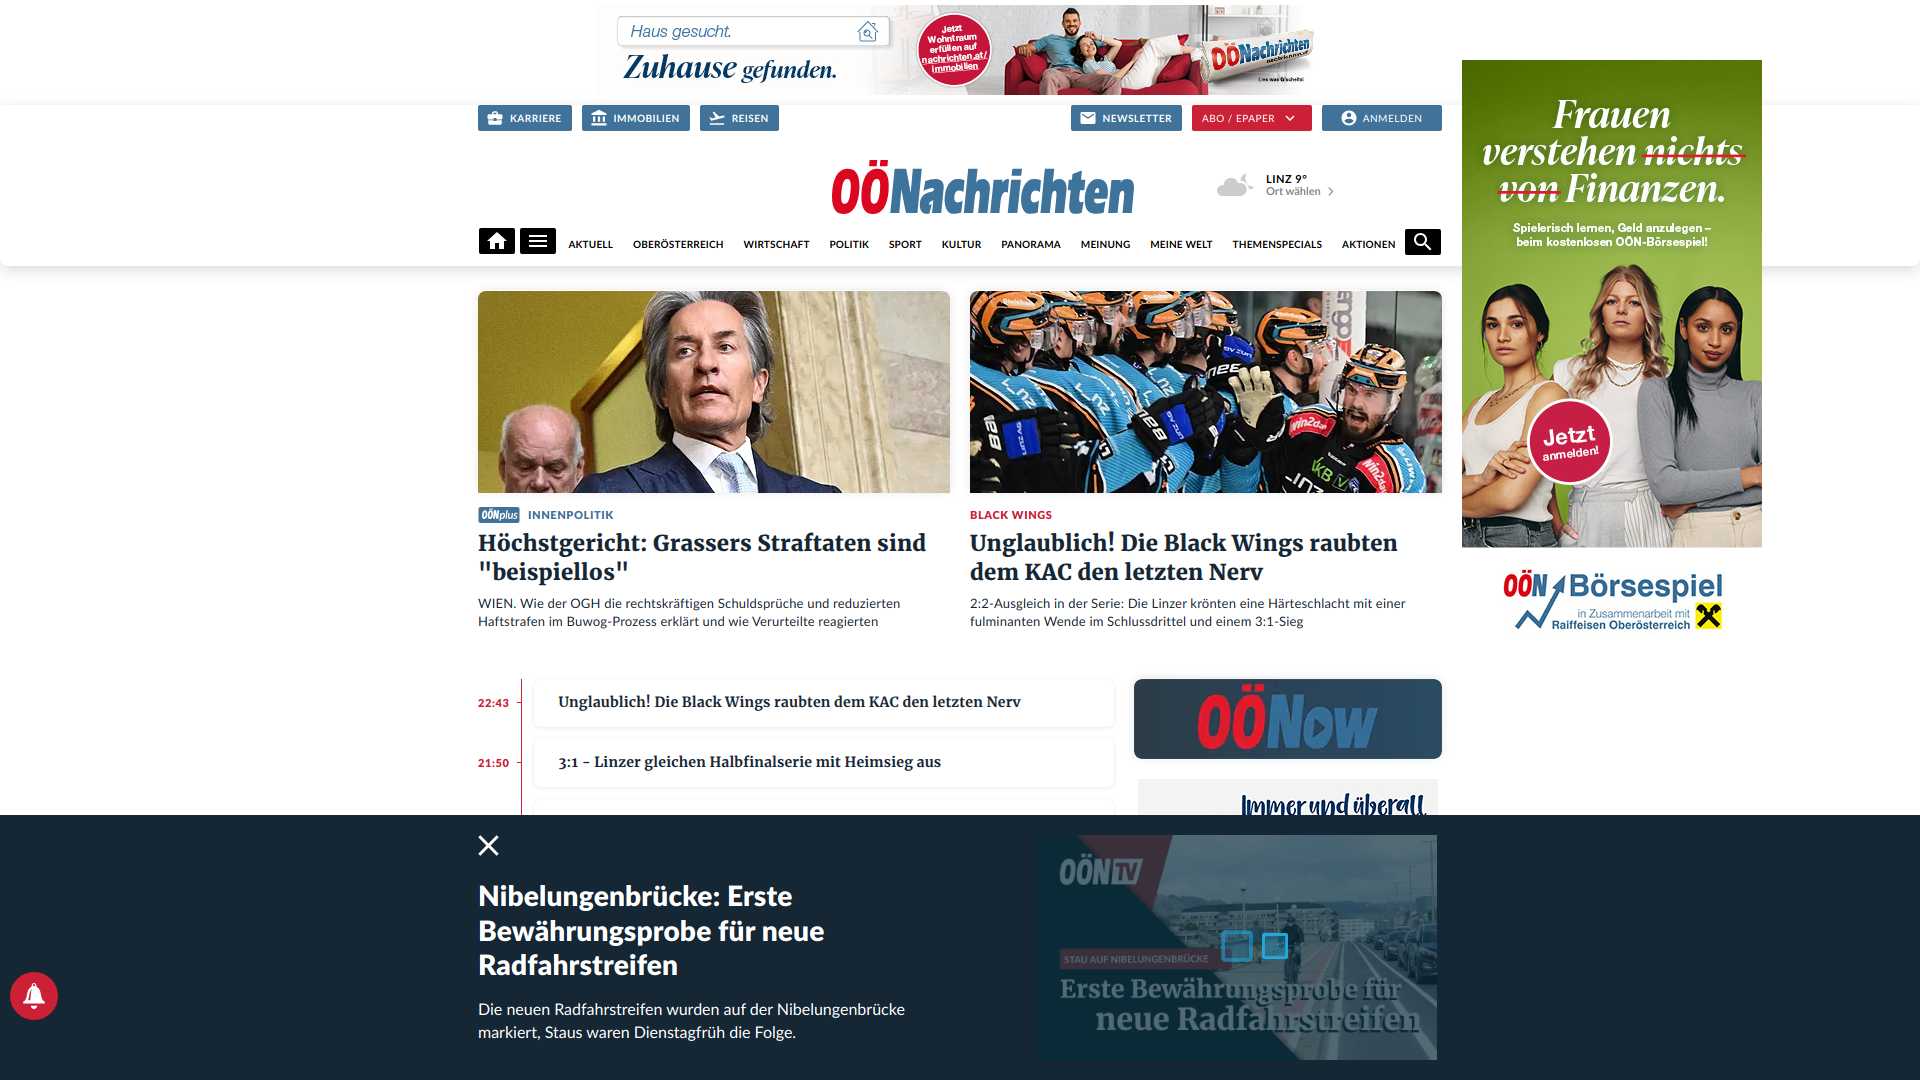 Haus gesucht.
Zuhause gefunden.
Jetzt
Wohntraum
erfüllen auf
nachrichten.at/
immobilien
OÖNachrichten
Lies was G'scheits!
KARRIERE
IMMOBILIEN
REISEN
NEWSLETTER
ABO / EPAPER
ANMELDEN
OÖNachrichten
LINZ 9°
Ort wählen
AKTUELL
OBERÖSTERREICH
WIRTSCHAFT
POLITIK
SPORT
KULTUR
PANORAMA
MEINUNG
MEINE WELT
THEMENSPECIALS
AKTIONEN
Frauen
verstehen nichts
von Finanzen.
Spielerisch lernen, Geld anzulegen –
beim kostenlosen OÖN-Börsespiel!
Jetzt
anmelden!
OÖN Börsespiel
in Zusammenarbeit mit
Raiffeisen Oberösterreich
OÖNplus INNENPOLITIK
Höchstgericht: Grassers Straftaten sind
"beispiellos"
WIEN. Wie der OGH die rechtskräftigen Schuldsprüche und reduzierten
Haftstrafen im Buwog-Prozess erklärt und wie Verurteilte reagierten
BLACK WINGS
Unglaublich! Die Black Wings raubten
dem KAC den letzten Nerv
2:2-Ausgleich in der Serie: Die Linzer krönten eine Härteschlacht mit einer
fulminanten Wende im Schlussdrittel und einem 3:1-Sieg
22:43
Unglaublich! Die Black Wings raubten dem KAC den letzten Nerv
21:50
3:1 – Linzer gleichen Halbfinalserie mit Heimsieg aus
OÖNow
Immer und überall
Nibelungenbrücke: Erste
Bewährungsprobe für neue
Radfahrstreifen
Die neuen Radfahrstreifen wurden auf der Nibelungenbrücke
markiert, Staus waren Dienstagfrüh die Folge.
OÖN TV
STAU AUF NIBELUNGENBRÜCKE
Erste Bewährungsprobe für
neue Radfahrstreifen